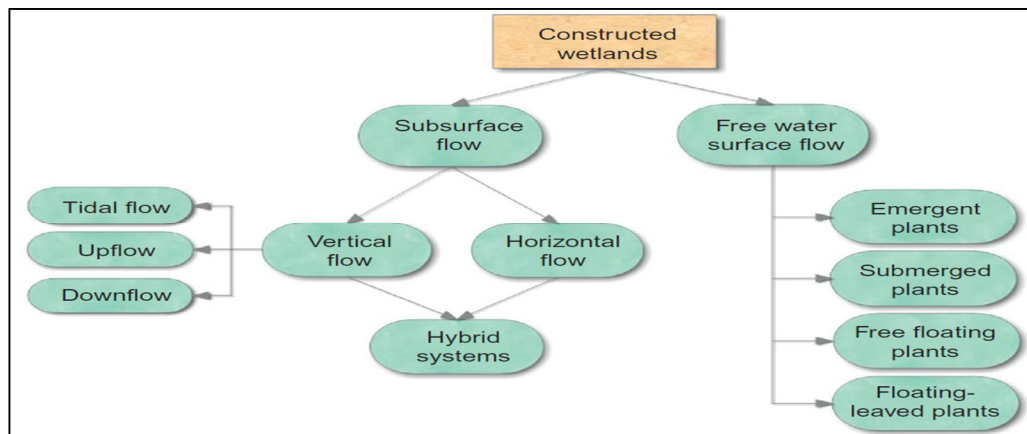 Constructed
wetlands
Subsurface
flow
Free water
surface flow
Tidal flow
Upflow
Downflow
Vertical
flow
Horizontal
flow
Hybrid
systems
Emergent
plants
Submerged
plants
Free floating
plants
Floating-
leaved plants